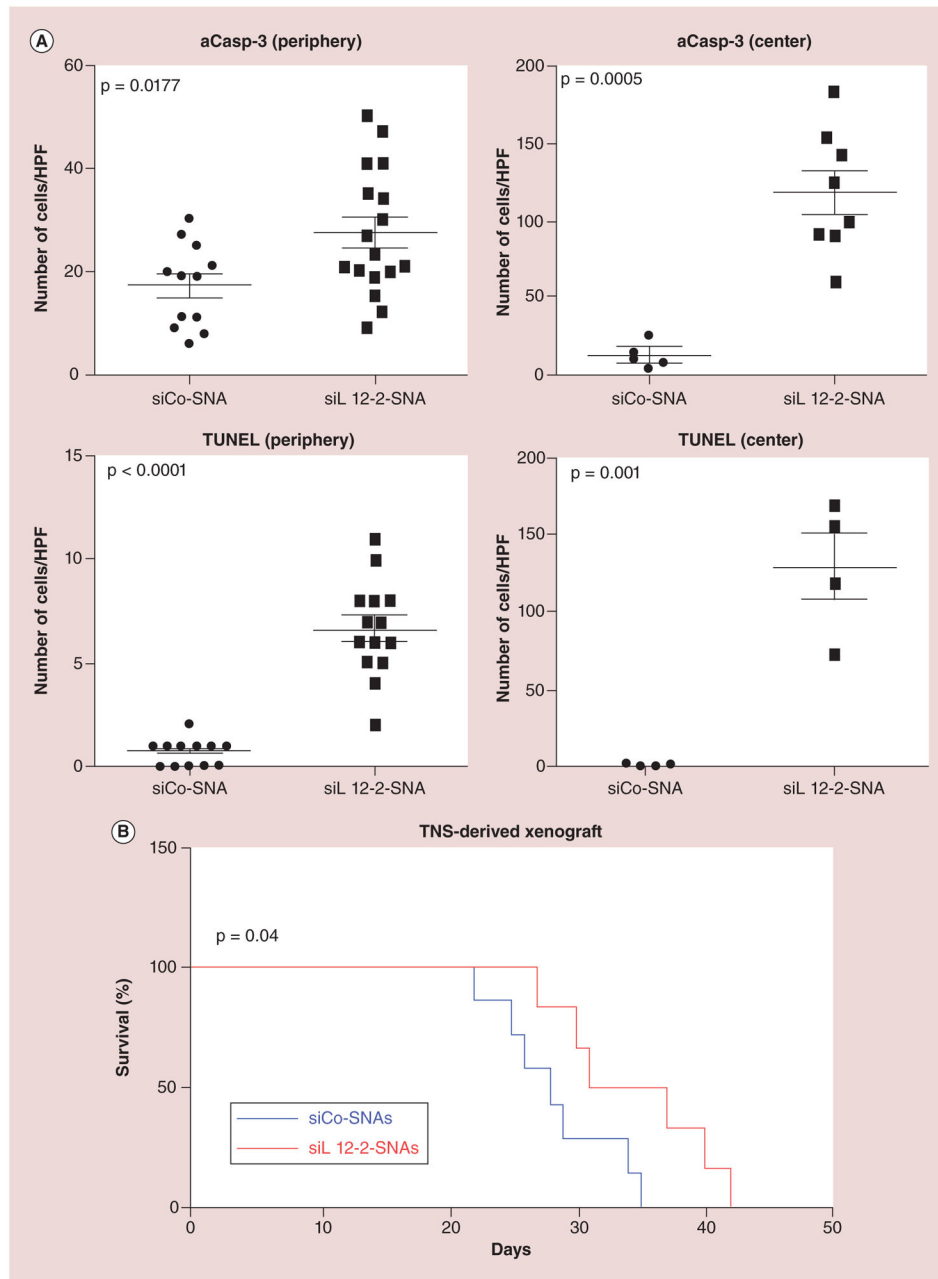 A
aCasp-3 (periphery)
p = 0.0177
Number of cells/HPF
60
40
20
0
siCo-SNA
siL 12-2-SNA
aCasp-3 (center)
p = 0.0005
Number of cells/HPF
200
150
100
50
0
siCo-SNA
siL 12-2-SNA
TUNEL (periphery)
p < 0.0001
Number of cells/HPF
15
10
5
0
siCo-SNA
siL 12-2-SNA
TUNEL (center)
p = 0.001
Number of cells/HPF
200
150
100
50
0
siCo-SNA
siL 12-2-SNA
B
TNS-derived xenograft
p = 0.04
Survival (%)
150
100
50
0
siCo-SNAs
siL 12-2-SNAs
0
10
20
30
40
50
Days